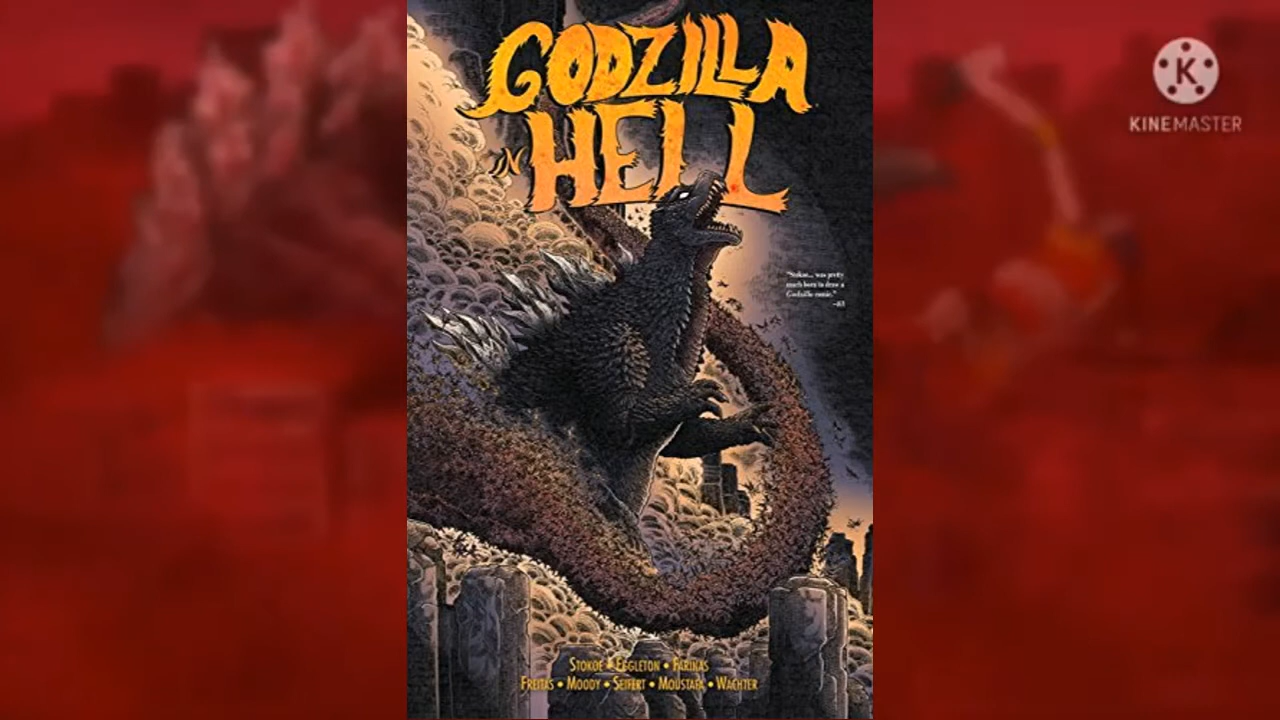 GODZILLA
IN HELL
"Stokoe... was pretty
much born to draw a
Godzilla comic."
STOKOE • EGGLETON • FARINAS
FREITAS • MOODY • SEIFERT • MOUSTAFA • WACHTER
K
KINEMASTER